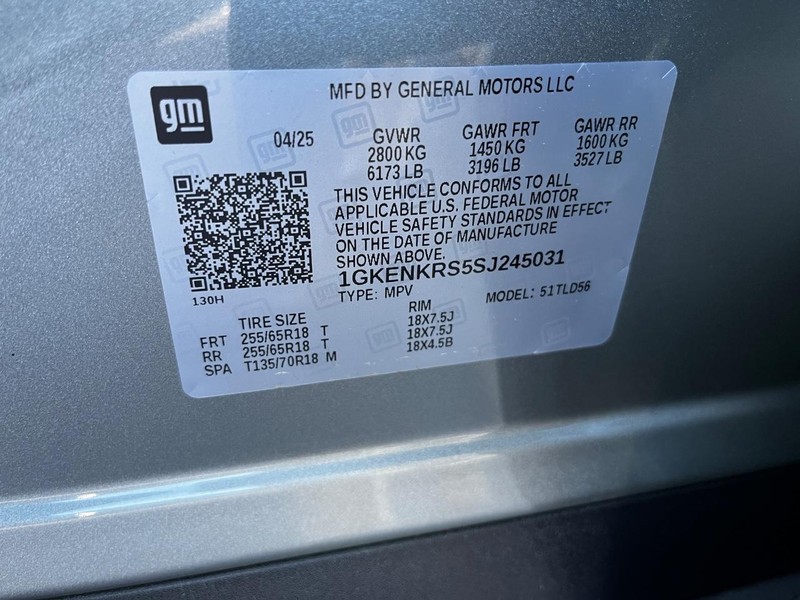 gm
MFD BY GENERAL MOTORS LLC
04/25
GVWR GAWR FRT GAWR RR
2800 KG 1450 KG 1600 KG
6173 LB 3196 LB 3527 LB
THIS VEHICLE CONFORMS TO ALL
APPLICABLE U.S. FEDERAL MOTOR
VEHICLE SAFETY STANDARDS IN EFFECT
ON THE DATE OF MANUFACTURE
SHOWN ABOVE.
1GKENKRS5SJ245031
130H
TYPE: MPV MODEL: 51TLD56
TIRE SIZE RIM
FRT 255/65R18 T 18X7.5J
RR 255/65R18 T 18X7.5J
SPA T135/70R18 M 18X4.5B